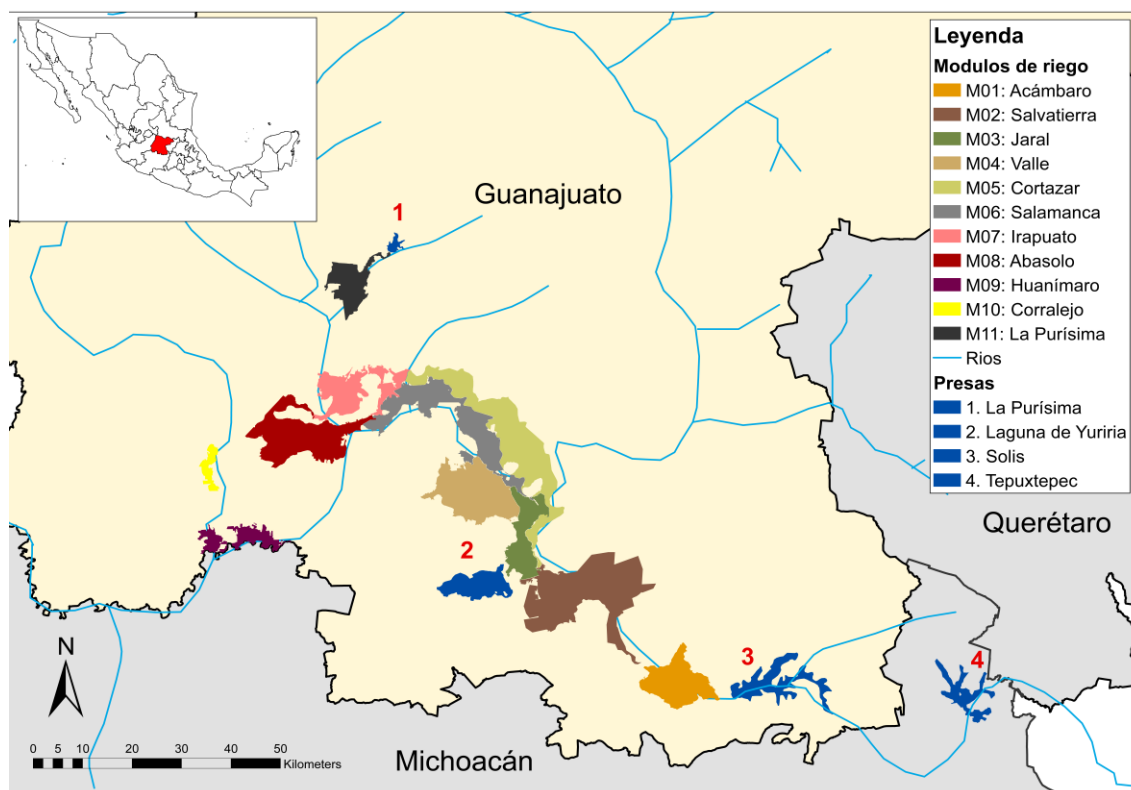 Leyenda
Modulos de riego
M01: Acámbaro
M02: Salvatierra
M03: Jaral
M04: Valle
M05: Cortazar
M06: Salamanca
M07: Irapuato
M08: Abasolo
M09: Huanímaro
M10: Corralejo
M11: La Purísima
Rios
Presas
1. La Purísima
2. Laguna de Yuriria
3. Solis
4. Tepuxtepec
Guanajuato
1
Querétaro
2
3
4
N
Michoacán
0 5 10 20 30 40 50
Kilometers